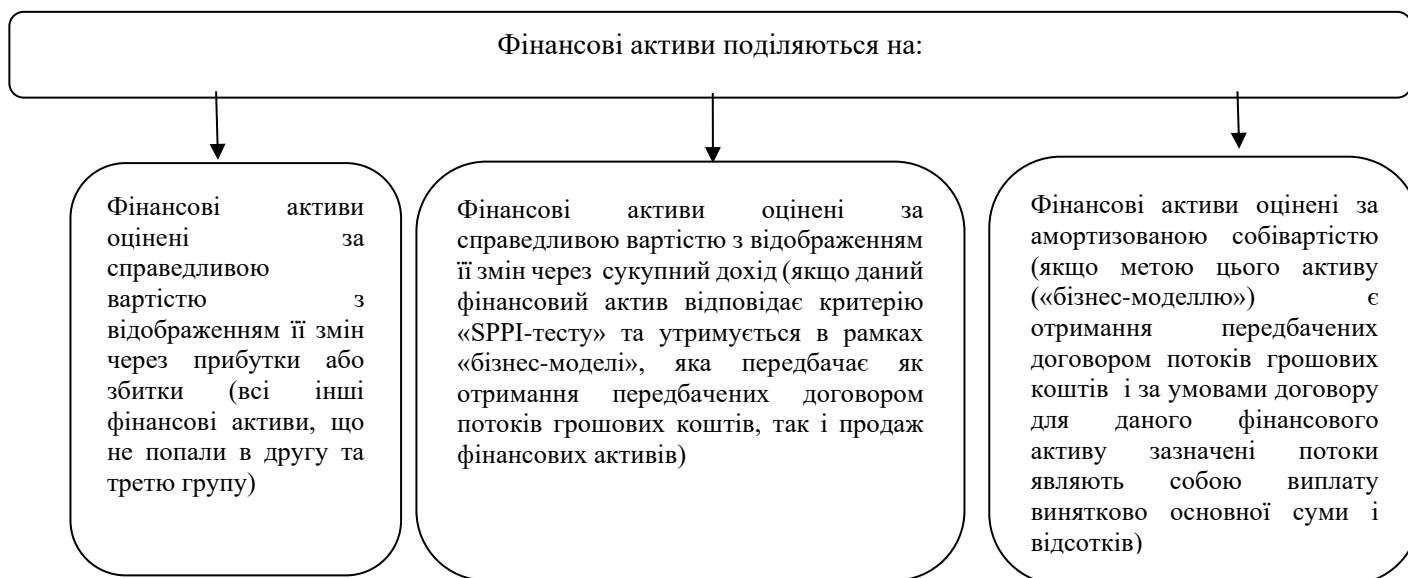 Фінансові активи поділяються на:
Фінансові активи
оцінені за
справедливою
вартістю з
відображенням її змін
через прибутки або
збитки (всі інші
фінансові активи, що
не попали в другу та
третю групу)
Фінансові активи оцінені за
справедливою вартістю з відображенням
її змін через сукупний дохід (якщо даний
фінансовий актив відповідає критерію
«SPPI-тесту» та утримується в рамках
«бізнес-моделі», яка передбачає як
отримання передбачених договором
потоків грошових коштів, так і продаж
фінансових активів)
Фінансові активи оцінені за
амортизованою собівартістю
(якщо метою цього активу
(«бізнес-моделлю») є
отримання передбачених
договором потоків грошових
коштів і за умовами договору
для даного фінансового
активу зазначені потоки
являють собою виплату
винятково основної суми і
відсотків)